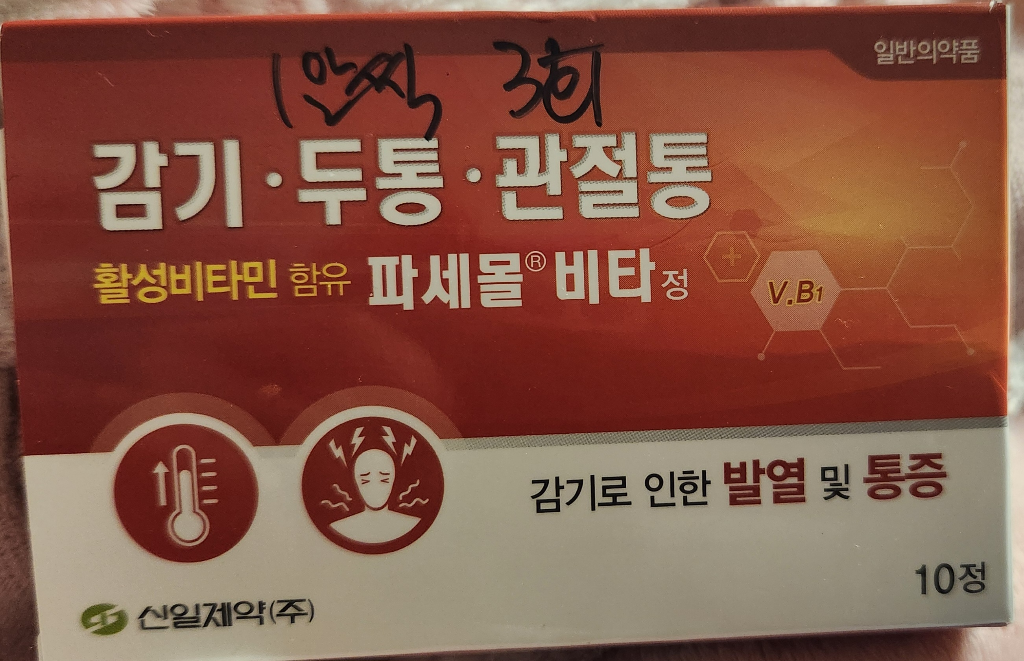 일반의약품
1알씩 3회
감기·두통·관절통
활성비타민 함유 파세몰® 비타정
V.B1
감기로 인한 발열 및 통증
10정
신일제약(주)